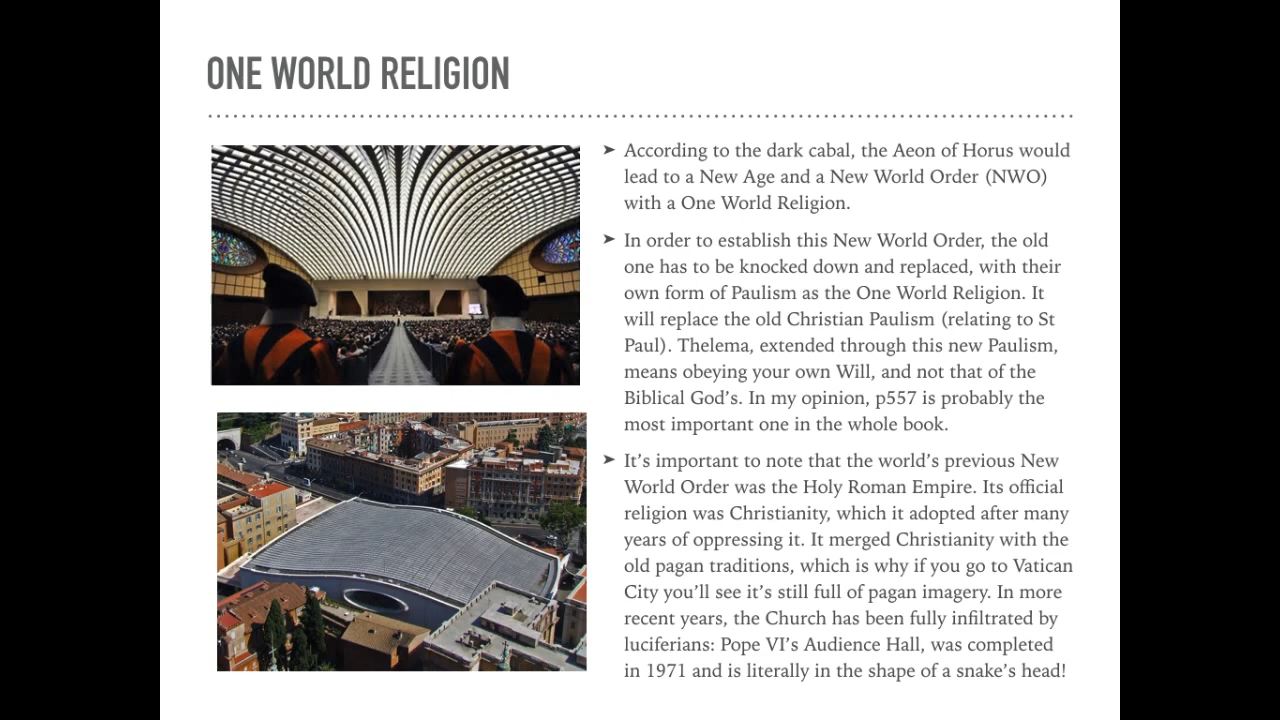 ONE WORLD RELIGION
➤ According to the dark cabal, the Aeon of Horus would
lead to a New Age and a New World Order (NWO)
with a One World Religion.
➤ In order to establish this New World Order, the old
one has to be knocked down and replaced, with their
own form of Paulism as the One World Religion. It
will replace the old Christian Paulism (relating to St
Paul). Thelema, extended through this new Paulism,
means obeying your own Will, and not that of the
Biblical God’s. In my opinion, p557 is probably the
most important one in the whole book.
➤ It’s important to note that the world’s previous New
World Order was the Holy Roman Empire. Its official
religion was Christianity, which it adopted after many
years of oppressing it. It merged Christianity with the
old pagan traditions, which is why if you go to Vatican
City you’ll see it’s still full of pagan imagery. In more
recent years, the Church has been fully infiltrated by
luciferians: Pope VI’s Audience Hall, was completed
in 1971 and is literally in the shape of a snake’s head!